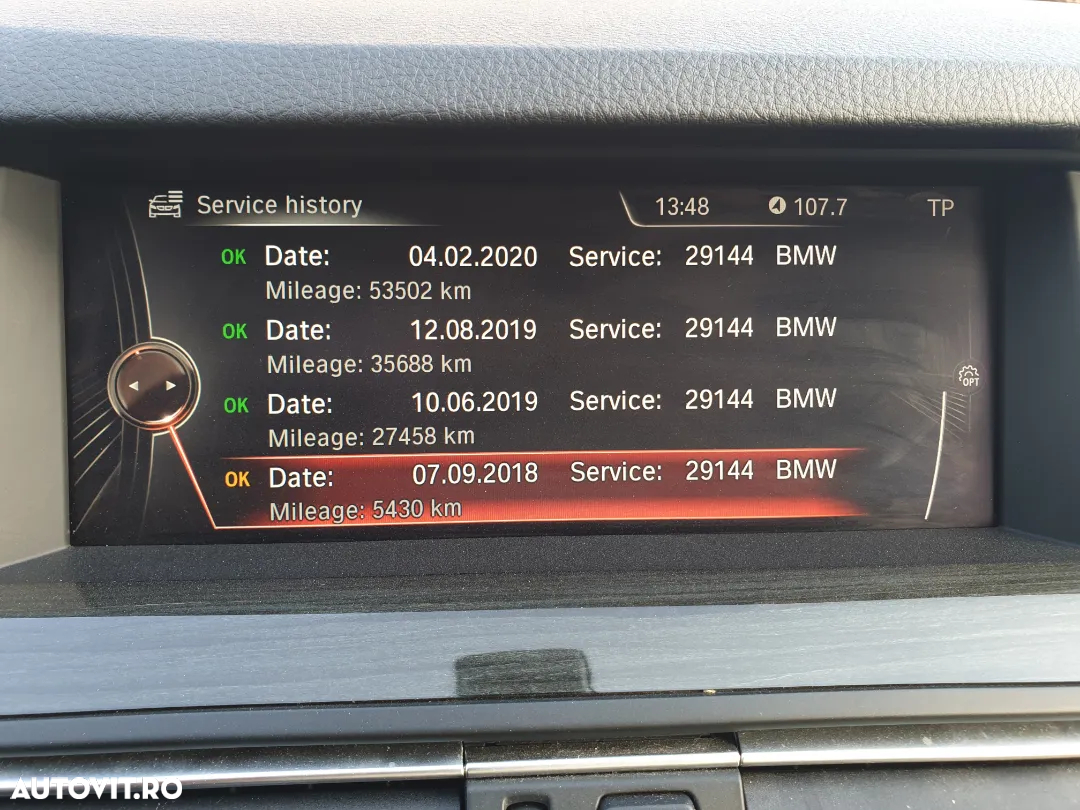 Service history 13:48 107.7 TP
OK Date: 04.02.2020 Service: 29144 BMW
Mileage: 53502 km
OK Date: 12.08.2019 Service: 29144 BMW
Mileage: 35688 km
OPT
OK Date: 10.06.2019 Service: 29144 BMW
Mileage: 27458 km
OK Date: 07.09.2018 Service: 29144 BMW
Mileage: 5430 km
AUTOVIT.RO